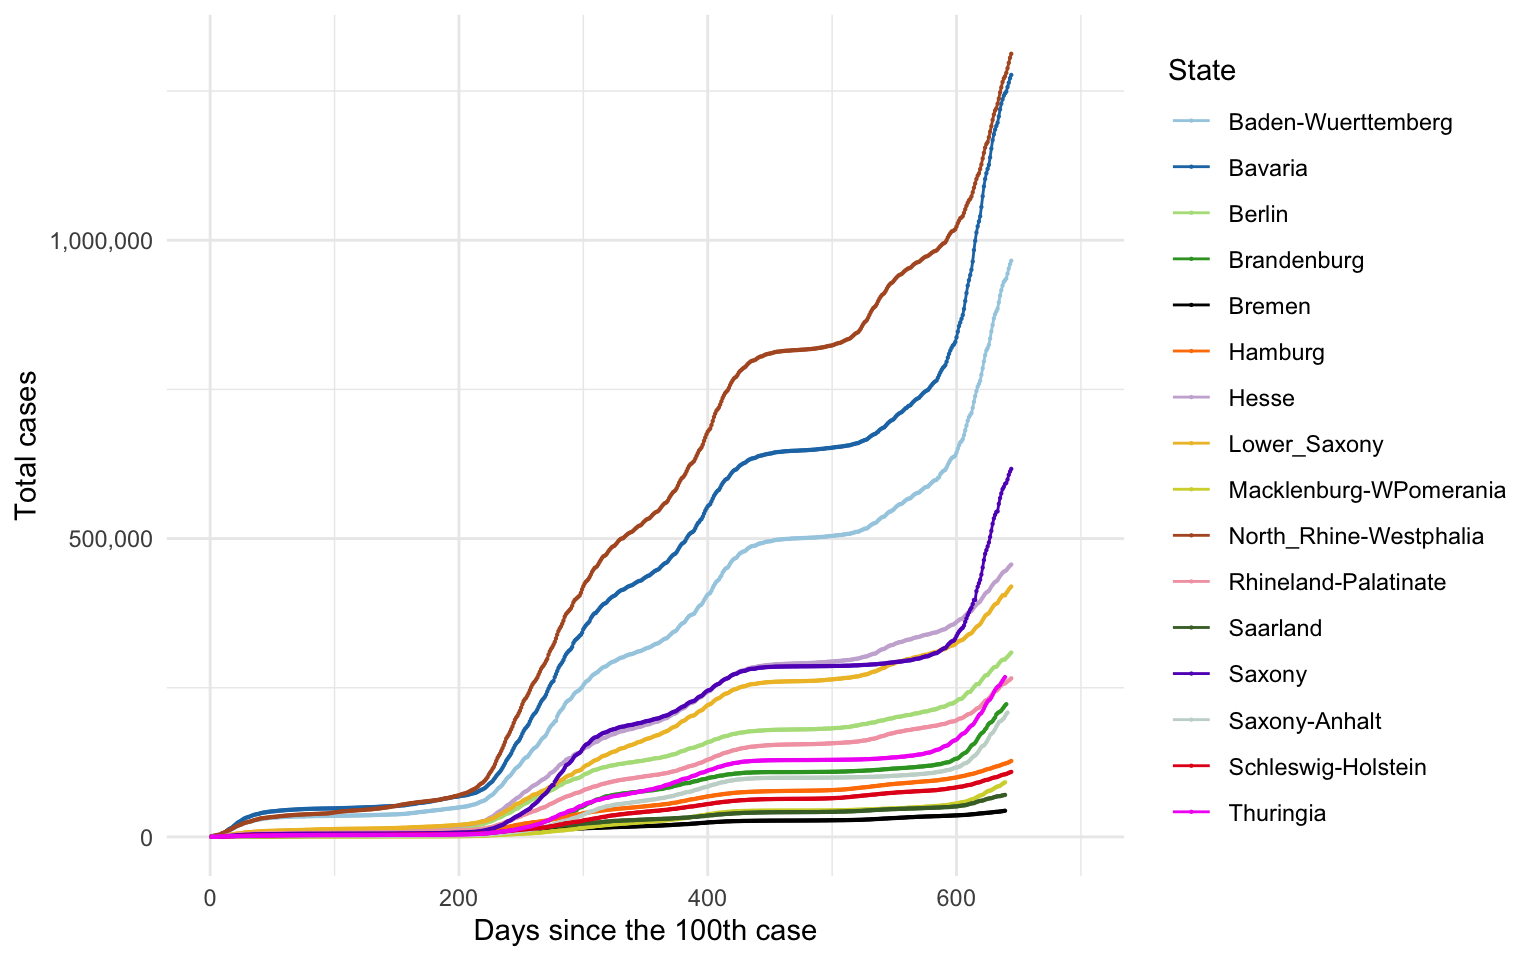 Total cases
1,000,000
500,000
0
0
200
400
600
Days since the 100th case
State
Baden-Wuerttemberg
Bavaria
Berlin
Brandenburg
Bremen
Hamburg
Hesse
Lower_Saxony
Macklenburg-WPomerania
North_Rhine-Westphalia
Rhineland-Palatinate
Saarland
Saxony
Saxony-Anhalt
Schleswig-Holstein
Thuringia